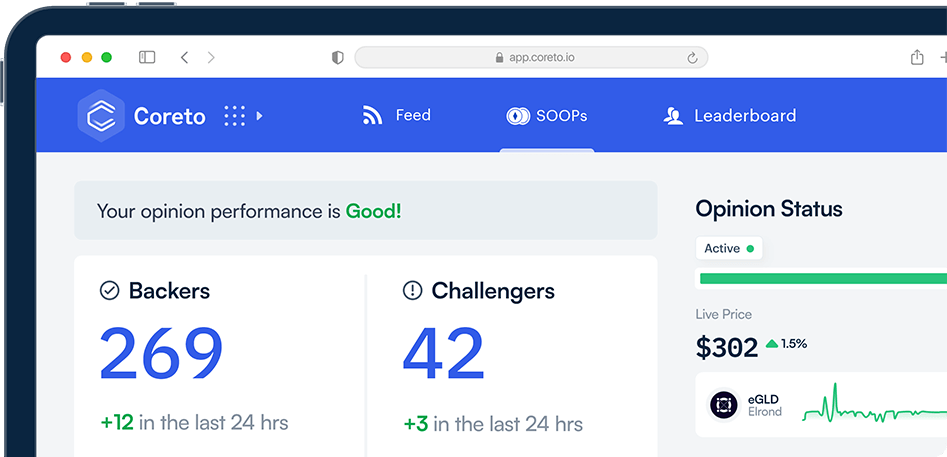 app.coreto.io
Coreto
Feed
SOOPs
Leaderboard
Your opinion performance is Good!
Backers
269
+12 in the last 24 hrs
Challengers
42
+3 in the last 24 hrs
Opinion Status
Active
Live Price
$302 1.5%
eGLD
Elrond